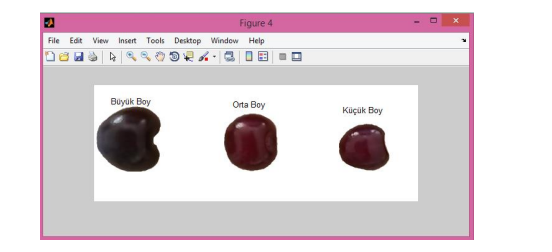 Figure 4
File Edit View Insert Tools Desktop Window Help
Büyük Boy
Orta Boy
Küçük Boy